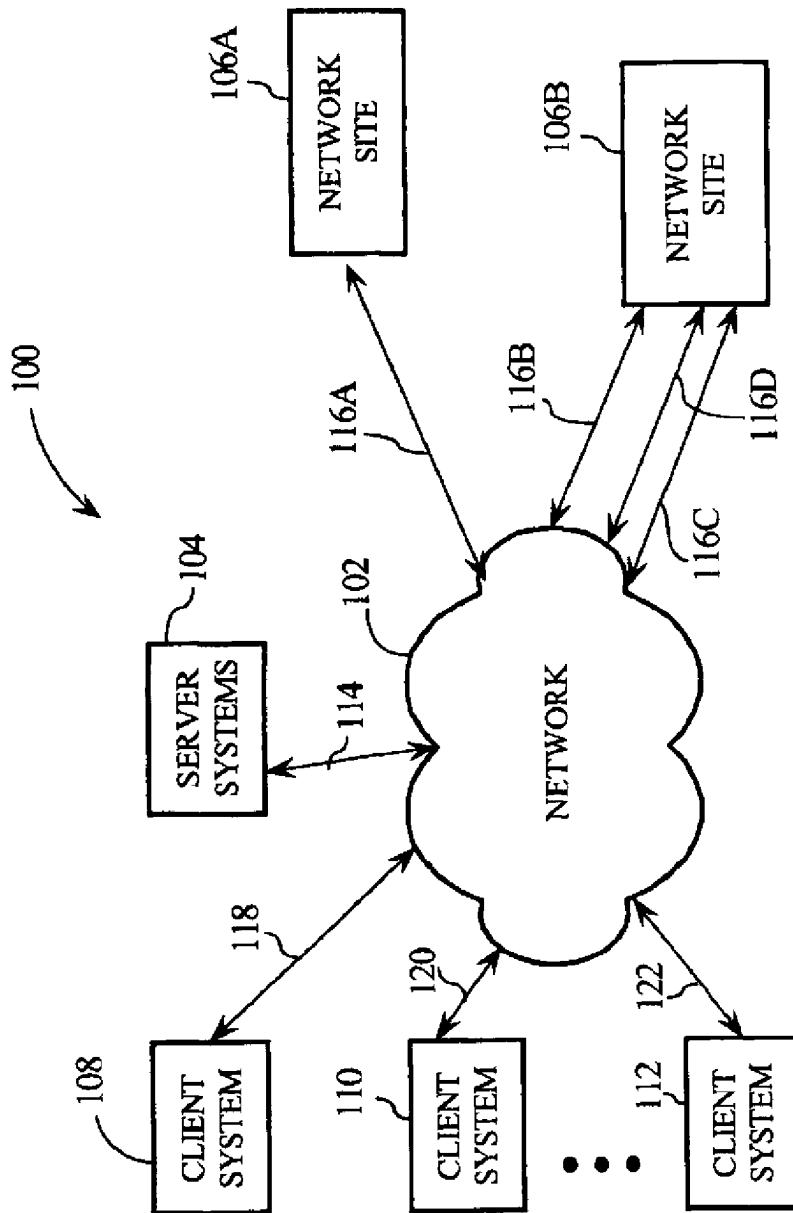 100
108
CLIENT
SYSTEM
118
104
SERVER
SYSTEMS
114
102
116A
106A
NETWORK
SITE
110
CLIENT
SYSTEM
120
NETWORK
116B
106B
NETWORK
SITE
116D
116C
112
CLIENT
SYSTEM
122